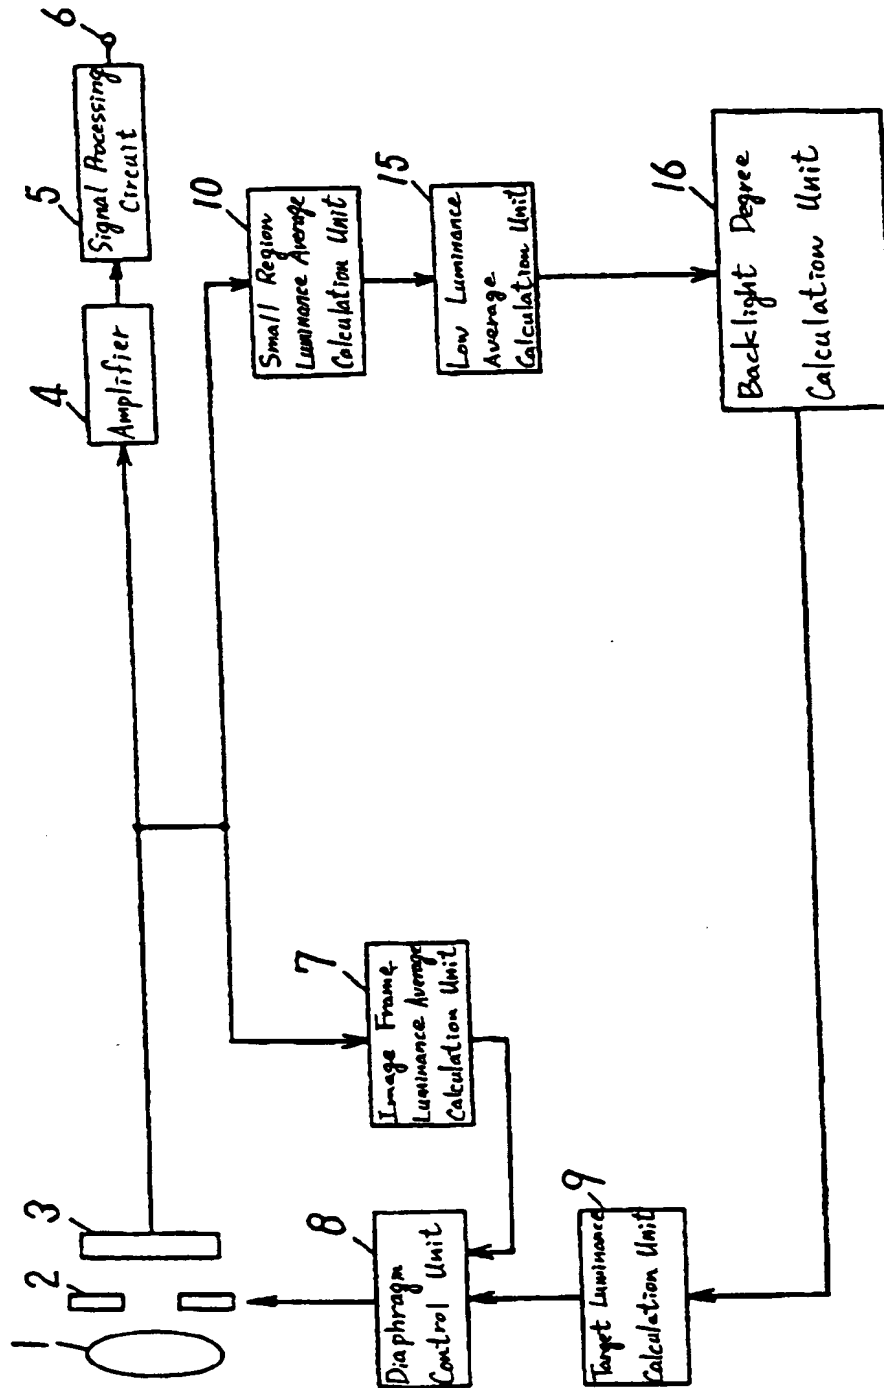 1
2
3
4
Amplifier
5
Signal Processing
Circuit
6
7
Image Frame
Luminance Average
Calculation Unit
10
Small Region
Luminance Average
Calculation Unit
15
Low Luminance
Average
Calculation Unit
8
Diaphragm
Control Unit
9
Target Luminance
Calculation Unit
16
Backlight Degree
Calculation Unit